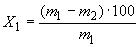 X₁ = (m₁ − m₂) · 100 / m₁